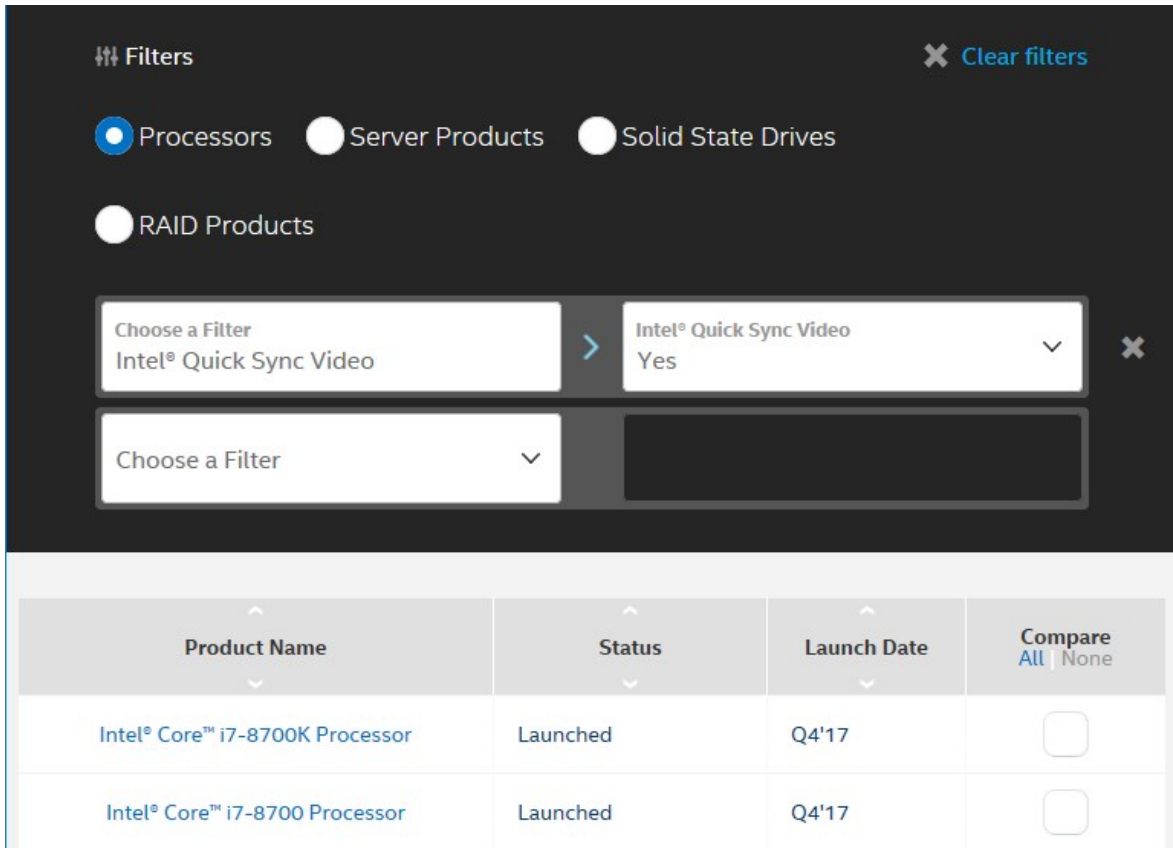 Filters Clear filters
Processors Server Products Solid State Drives
RAID Products
Choose a Filter Intel® Quick Sync Video
Intel® Quick Sync Video Yes
Choose a Filter
Product Name Status Launch Date Compare
All | None
Intel® Core™ i7-8700K Processor Launched Q4'17
Intel® Core™ i7-8700 Processor Launched Q4'17